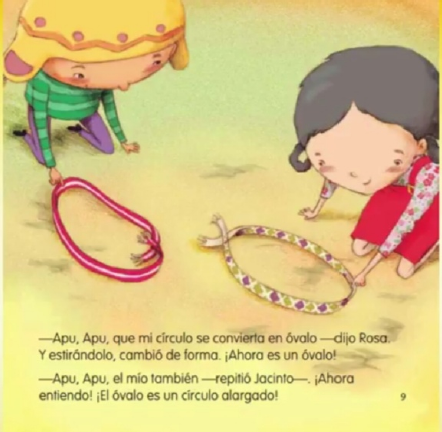 —Apu, Apu, que mi círculo se convierta en óvalo —dijo Rosa.
Y estirándolo, cambió de forma. ¡Ahora es un óvalo!
—Apu, Apu, el mío también —repitió Jacinto—. ¡Ahora
entiendo! ¡El óvalo es un círculo alargado!
9